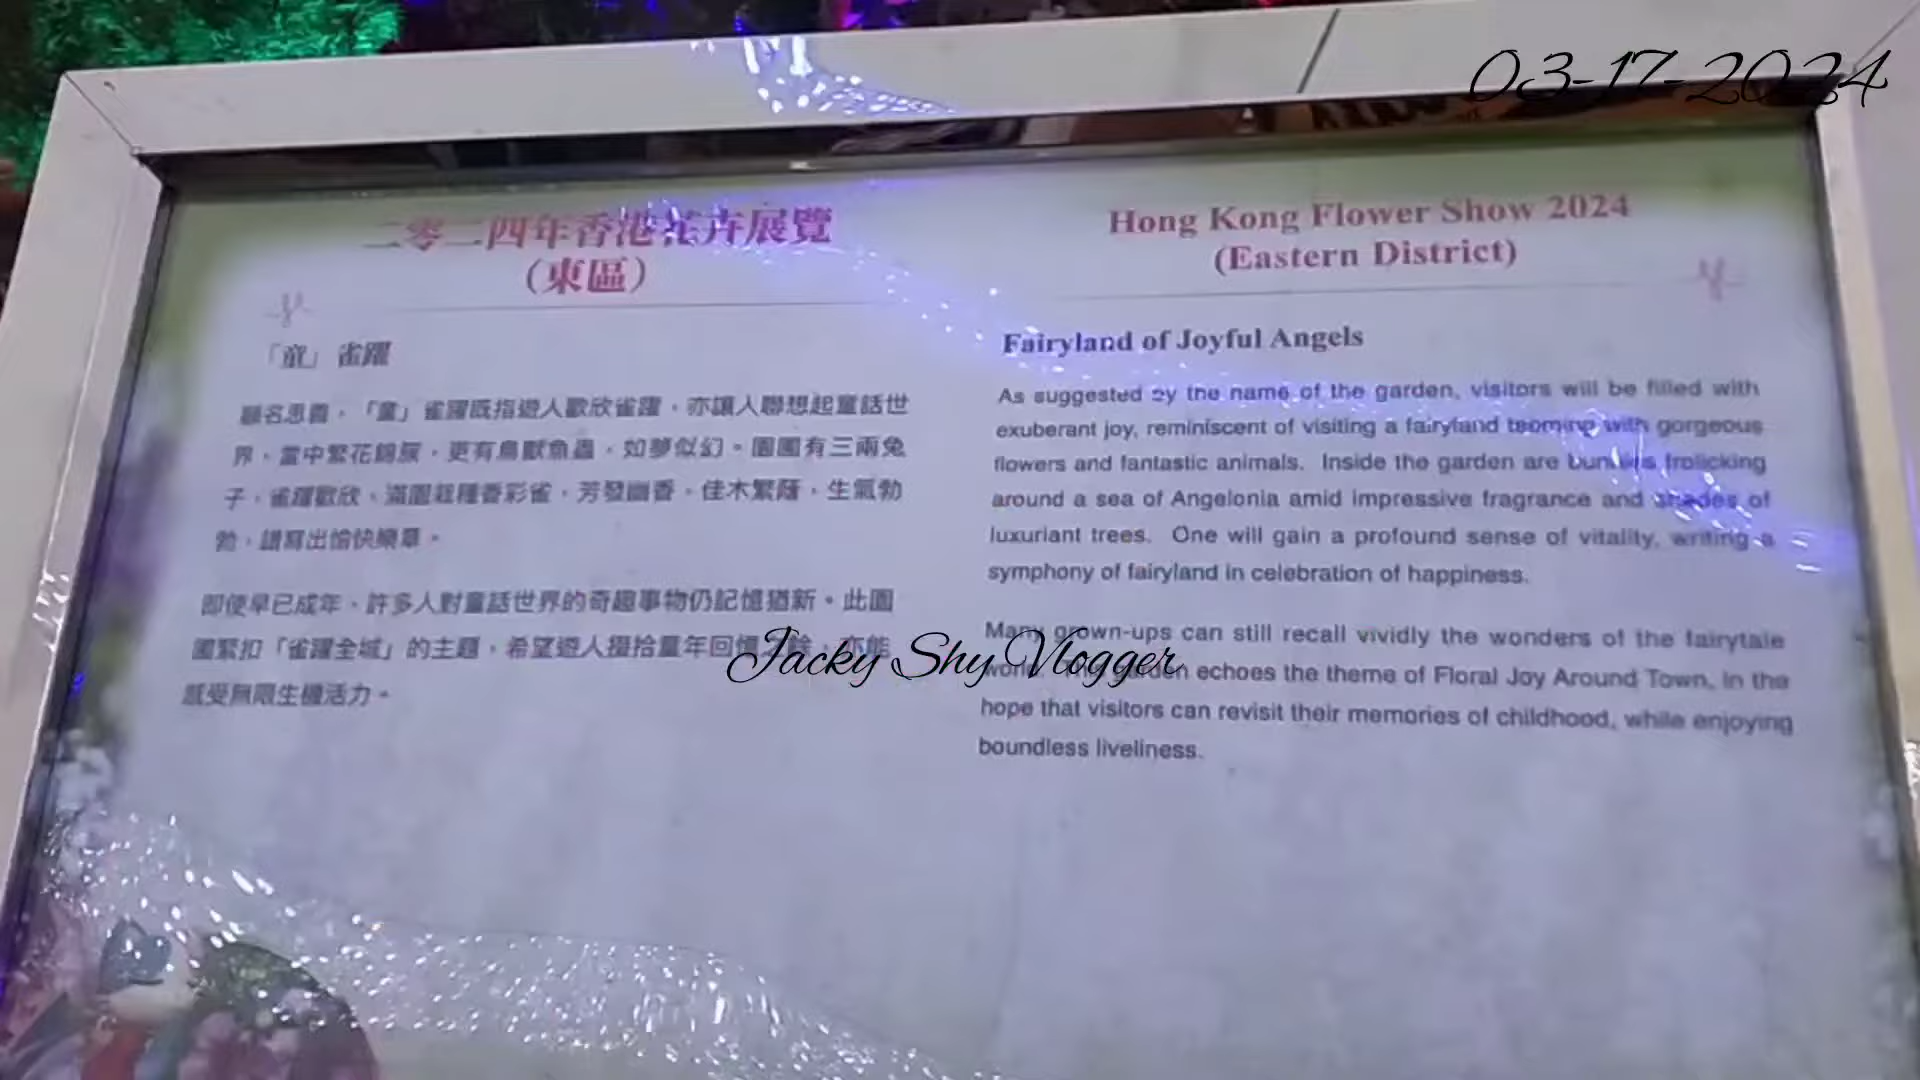 03-17-2024
二零二四年香港花卉展覽
（東區）
「童」雀躍
顧名思義，「童」雀躍既指遊人歡欣雀躍，亦讓人聯想起童話世
界，當中繁花錦簇，更有鳥獸魚蟲，如夢似幻。園圃有三兩兔
子，雀躍歡欣，滿園栽種香彩雀，芳發幽香，佳木繁蔭，生氣勃
勃，譜寫出愉快樂章。
即使早已成年，許多人對童話世界的奇趣事物仍記憶猶新。此園
圃緊扣「雀躍全城」的主題，希望遊人掇拾童年回憶之餘，亦能
感受無限生機活力。
Hong Kong Flower Show 2024
(Eastern District)
Fairyland of Joyful Angels
As suggested by the name of the garden, visitors will be filled with
exuberant joy, reminiscent of visiting a fairyland teeming with gorgeous
flowers and fantastic animals. Inside the garden are bunnies frolicking
around a sea of Angelonia amid impressive fragrance and shades of
luxuriant trees. One will gain a profound sense of vitality, writing a
symphony of fairyland in celebration of happiness.
Many grown-ups can still recall vividly the wonders of the fairytale
world. This garden echoes the theme of Floral Joy Around Town, in the
hope that visitors can revisit their memories of childhood, while enjoying
boundless liveliness.
Jacky Shy Vlogger